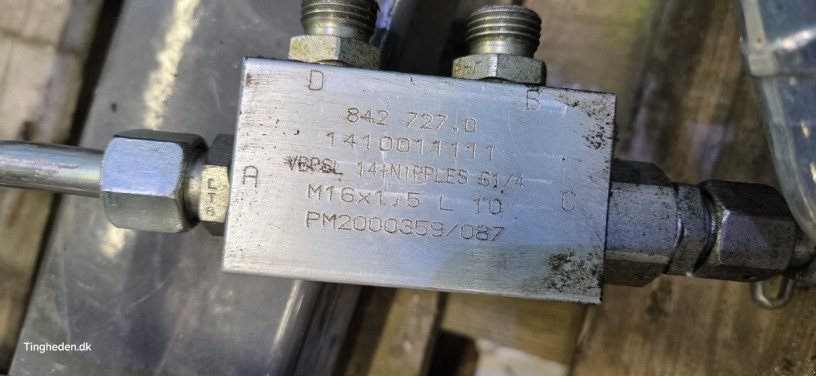 D
B
842 727.0
1410011111
VBPSL 14+NIPPLES G1/4
A
M16x1,5 L 10
C
PM2000359/087
Tingheden.dk